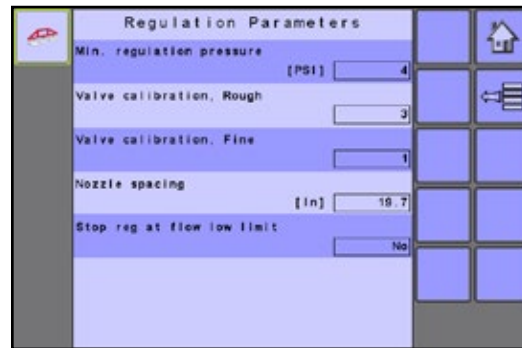 Regulation Parameters
Min. regulation pressure
[PSI] 4
Valve calibration, Rough
3
Valve calibration, Fine
1
Nozzle spacing
[In] 19.7
Stop reg at flow low limit
No